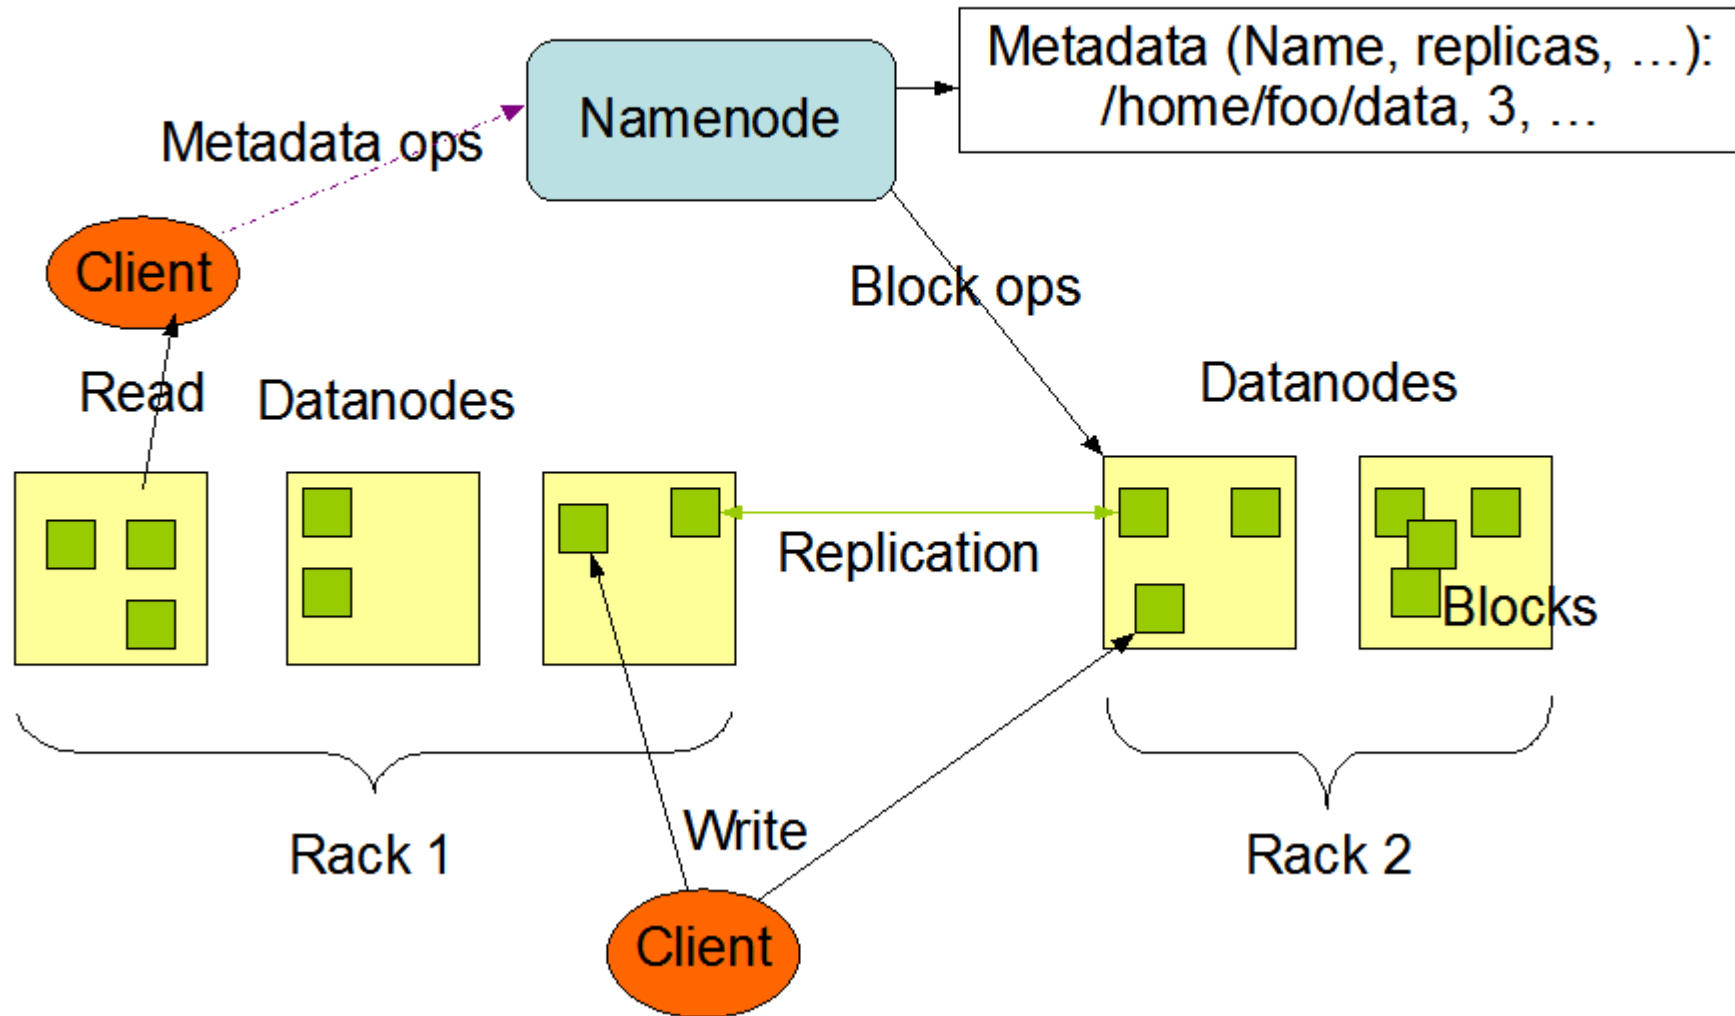 Metadata (Name, replicas, …):
/home/foo/data, 3, …
Namenode
Metadata ops
Client
Block ops
Read
Datanodes
Datanodes
Replication
Blocks
Rack 1
Write
Rack 2
Client